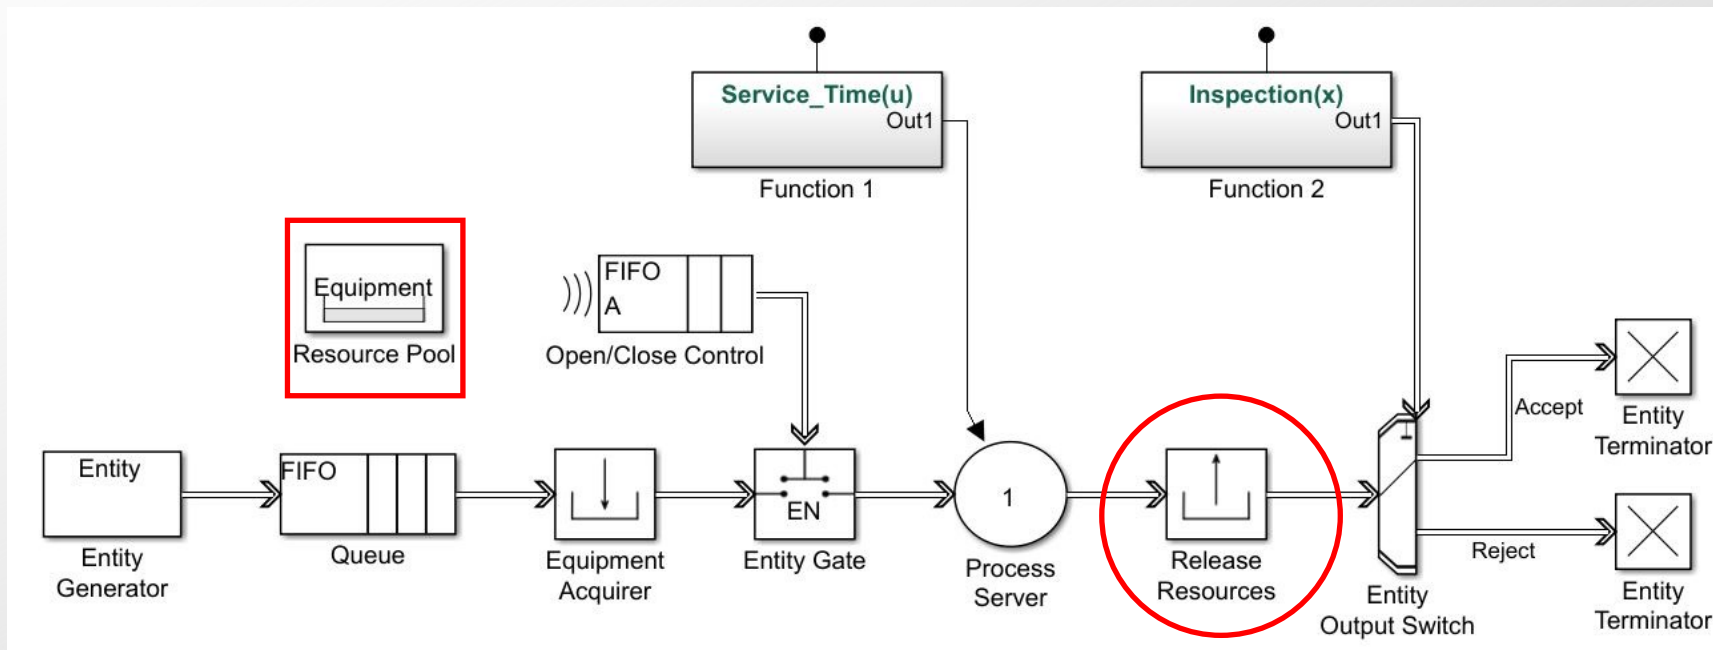 Service_Time(u)
Out1
Function 1
Inspection(x)
Out1
Function 2
Equipment
Resource Pool
FIFO
A
Open/Close Control
Entity
Entity
Generator
FIFO
Queue
Equipment
Acquirer
EN
Entity Gate
1
Process
Server
Release
Resources
Entity
Output Switch
Accept
Reject
Entity
Terminator
Entity
Terminator